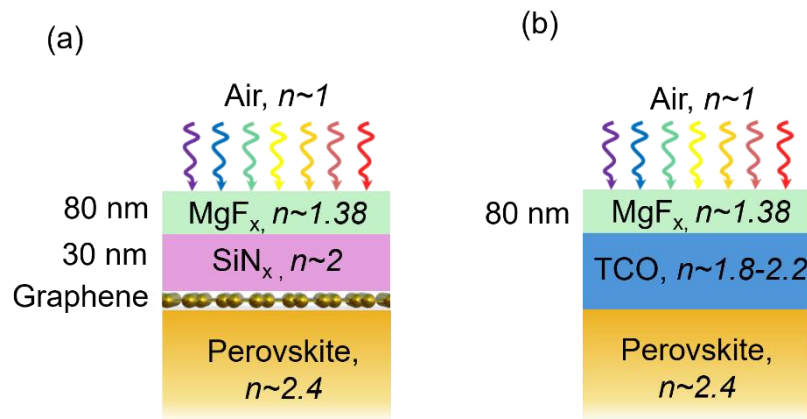 (a)
Air, n~1
80 nm
MgFx, n~1.38
30 nm
SiNx , n~2
Graphene
Perovskite,
n~2.4
(b)
Air, n~1
80 nm
MgFx, n~1.38
TCO, n~1.8-2.2
Perovskite,
n~2.4